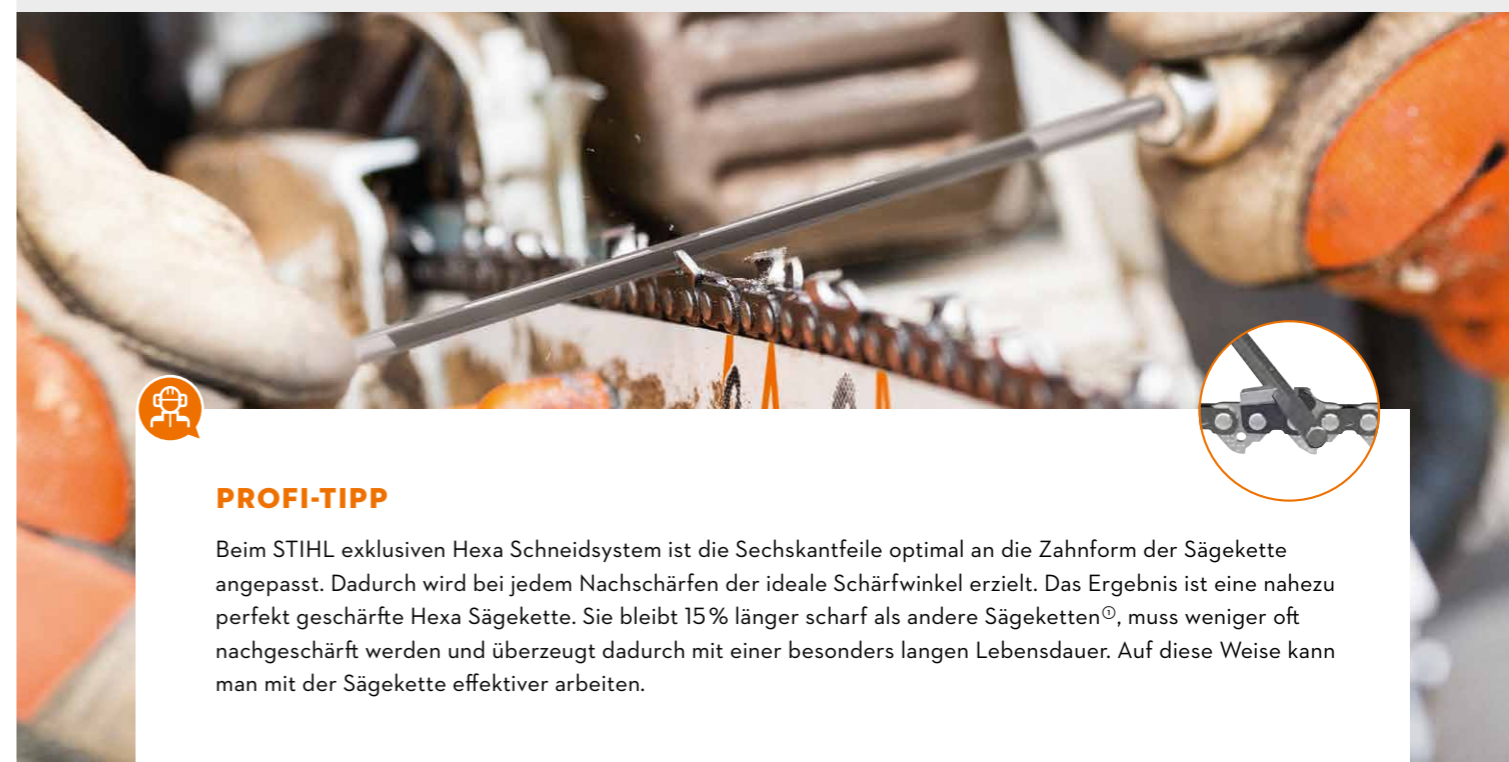 PROFI-TIPP
Beim STIHL exklusiven Hexa Schneidsystem ist die Sechskantfeile optimal an die Zahnform der Sägekette
angepasst. Dadurch wird bei jedem Nachschärfen der ideale Schärfwinkel erzielt. Das Ergebnis ist eine nahezu
perfekt geschärfte Hexa Sägekette. Sie bleibt 15 % länger scharf als andere Sägeketten①, muss weniger oft
nachgeschärft werden und überzeugt dadurch mit einer besonders langen Lebensdauer. Auf diese Weise kann
man mit der Sägekette effektiver arbeiten.